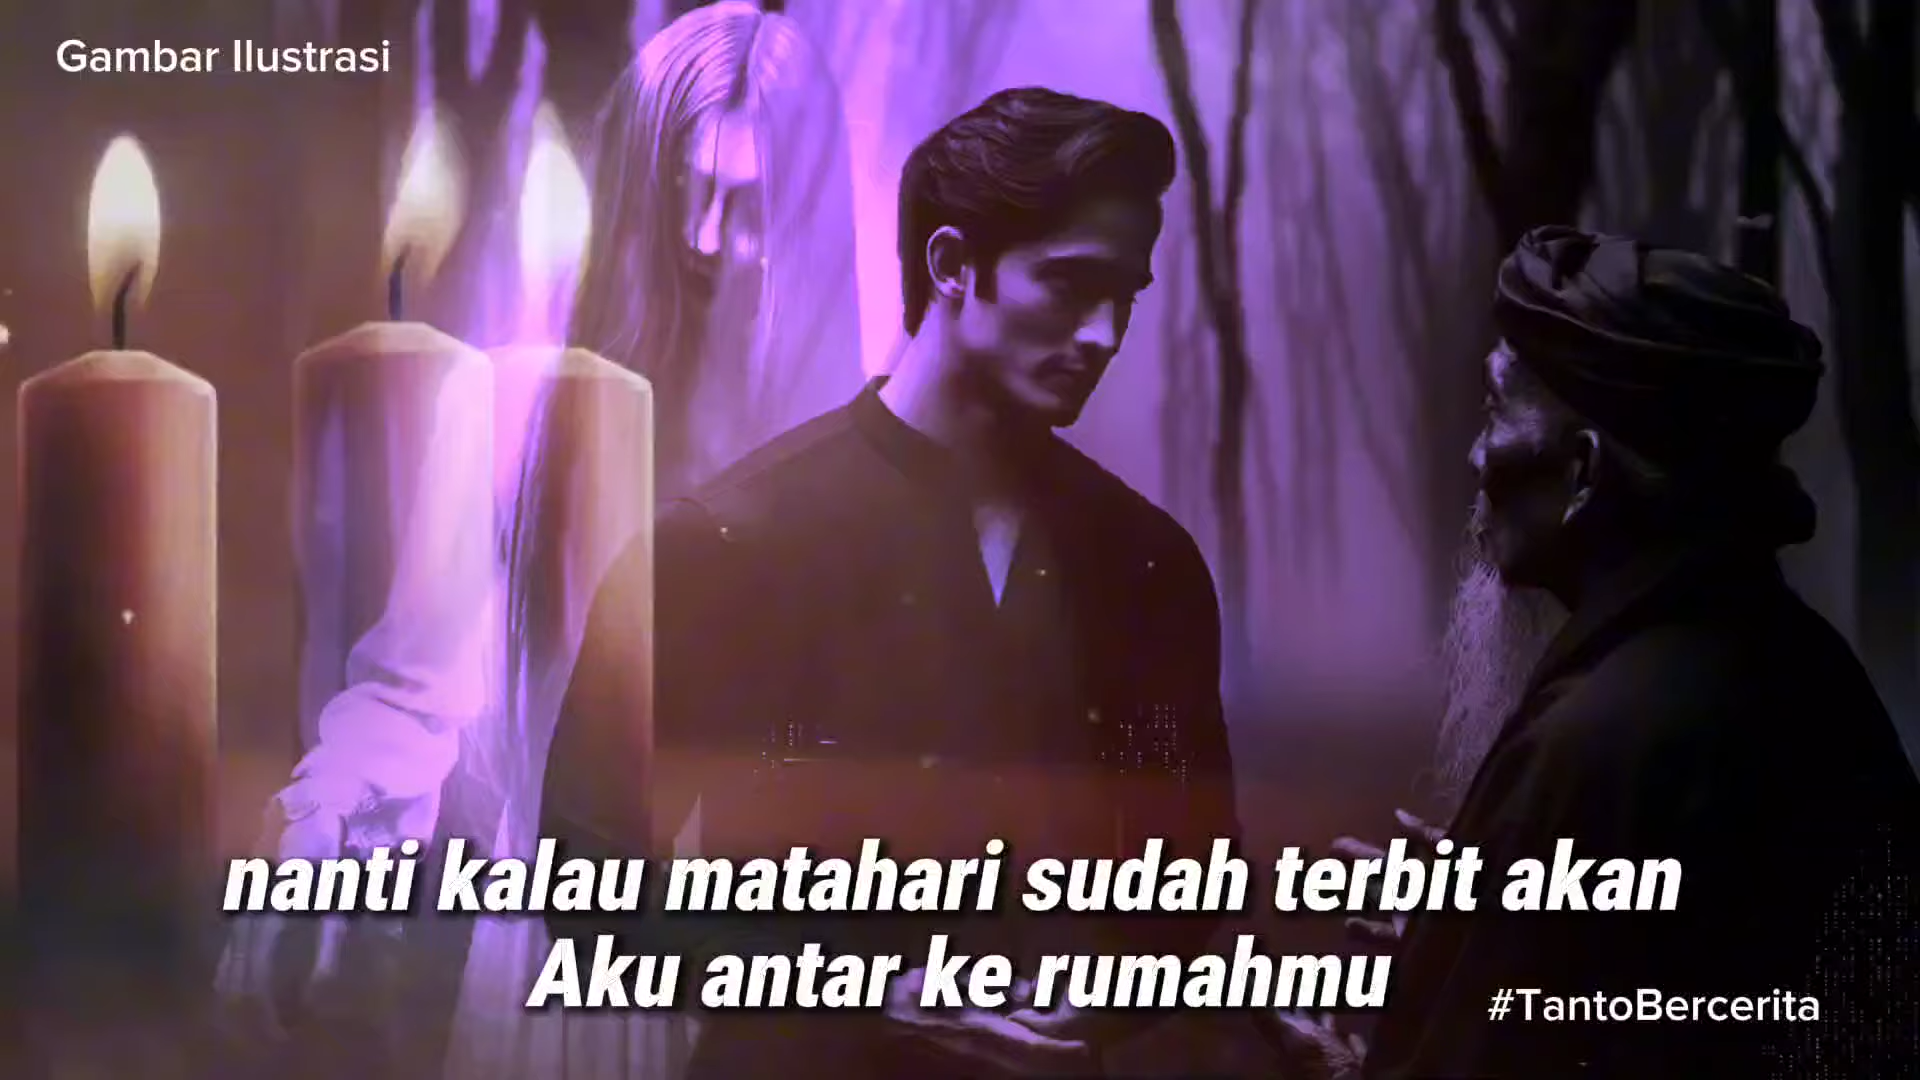 Gambar Ilustrasi
nanti kalau matahari sudah terbit akan
Aku antar ke rumahmu
#TantoBercerita